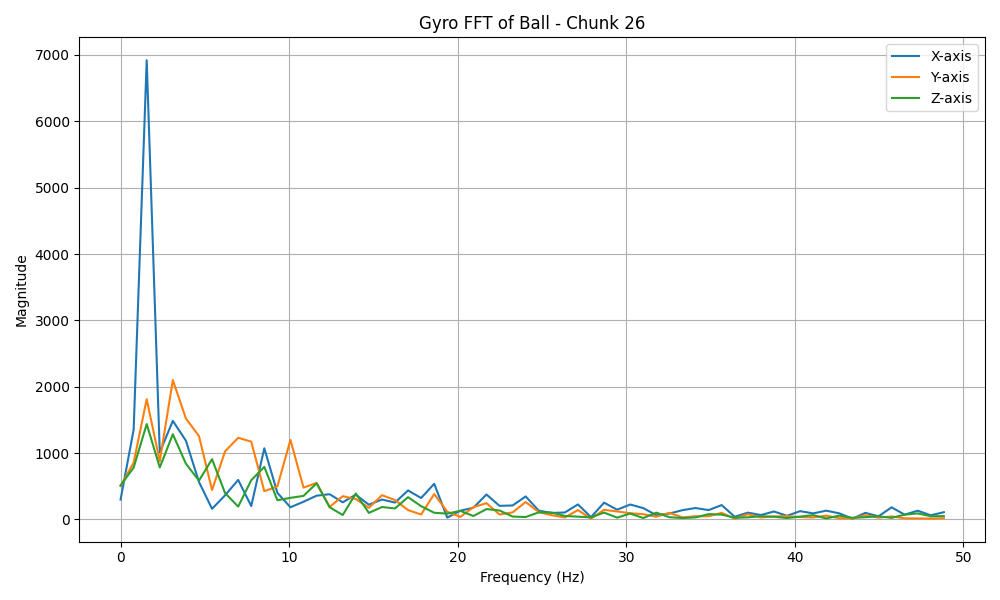 Gyro FFT of Ball - Chunk 26
X-axis
Y-axis
Z-axis
7000
6000
5000
4000
3000
2000
1000
0
Magnitude
0 10 20 30 40 50
Frequency (Hz)